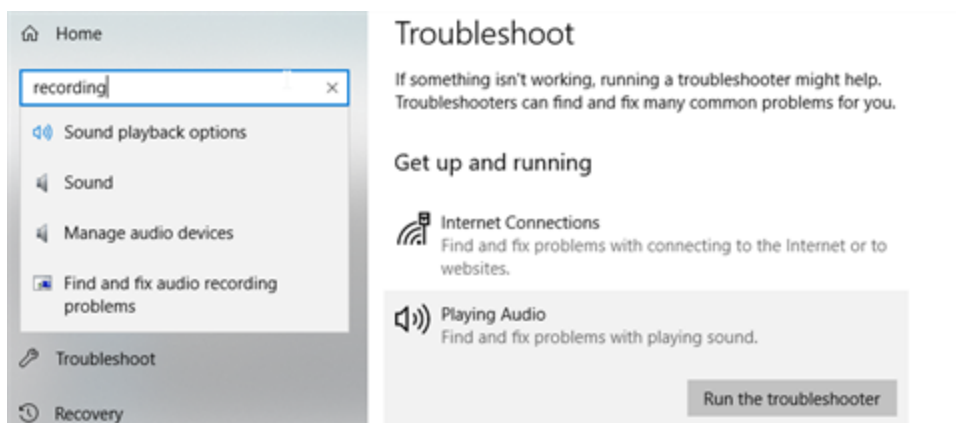 Home
recording
Sound playback options
Sound
Manage audio devices
Find and fix audio recording
problems
Troubleshoot
Recovery
Troubleshoot
If something isn't working, running a troubleshooter might help.
Troubleshooters can find and fix many common problems for you.
Get up and running
Internet Connections
Find and fix problems with connecting to the Internet or to
websites.
Playing Audio
Find and fix problems with playing sound.
Run the troubleshooter